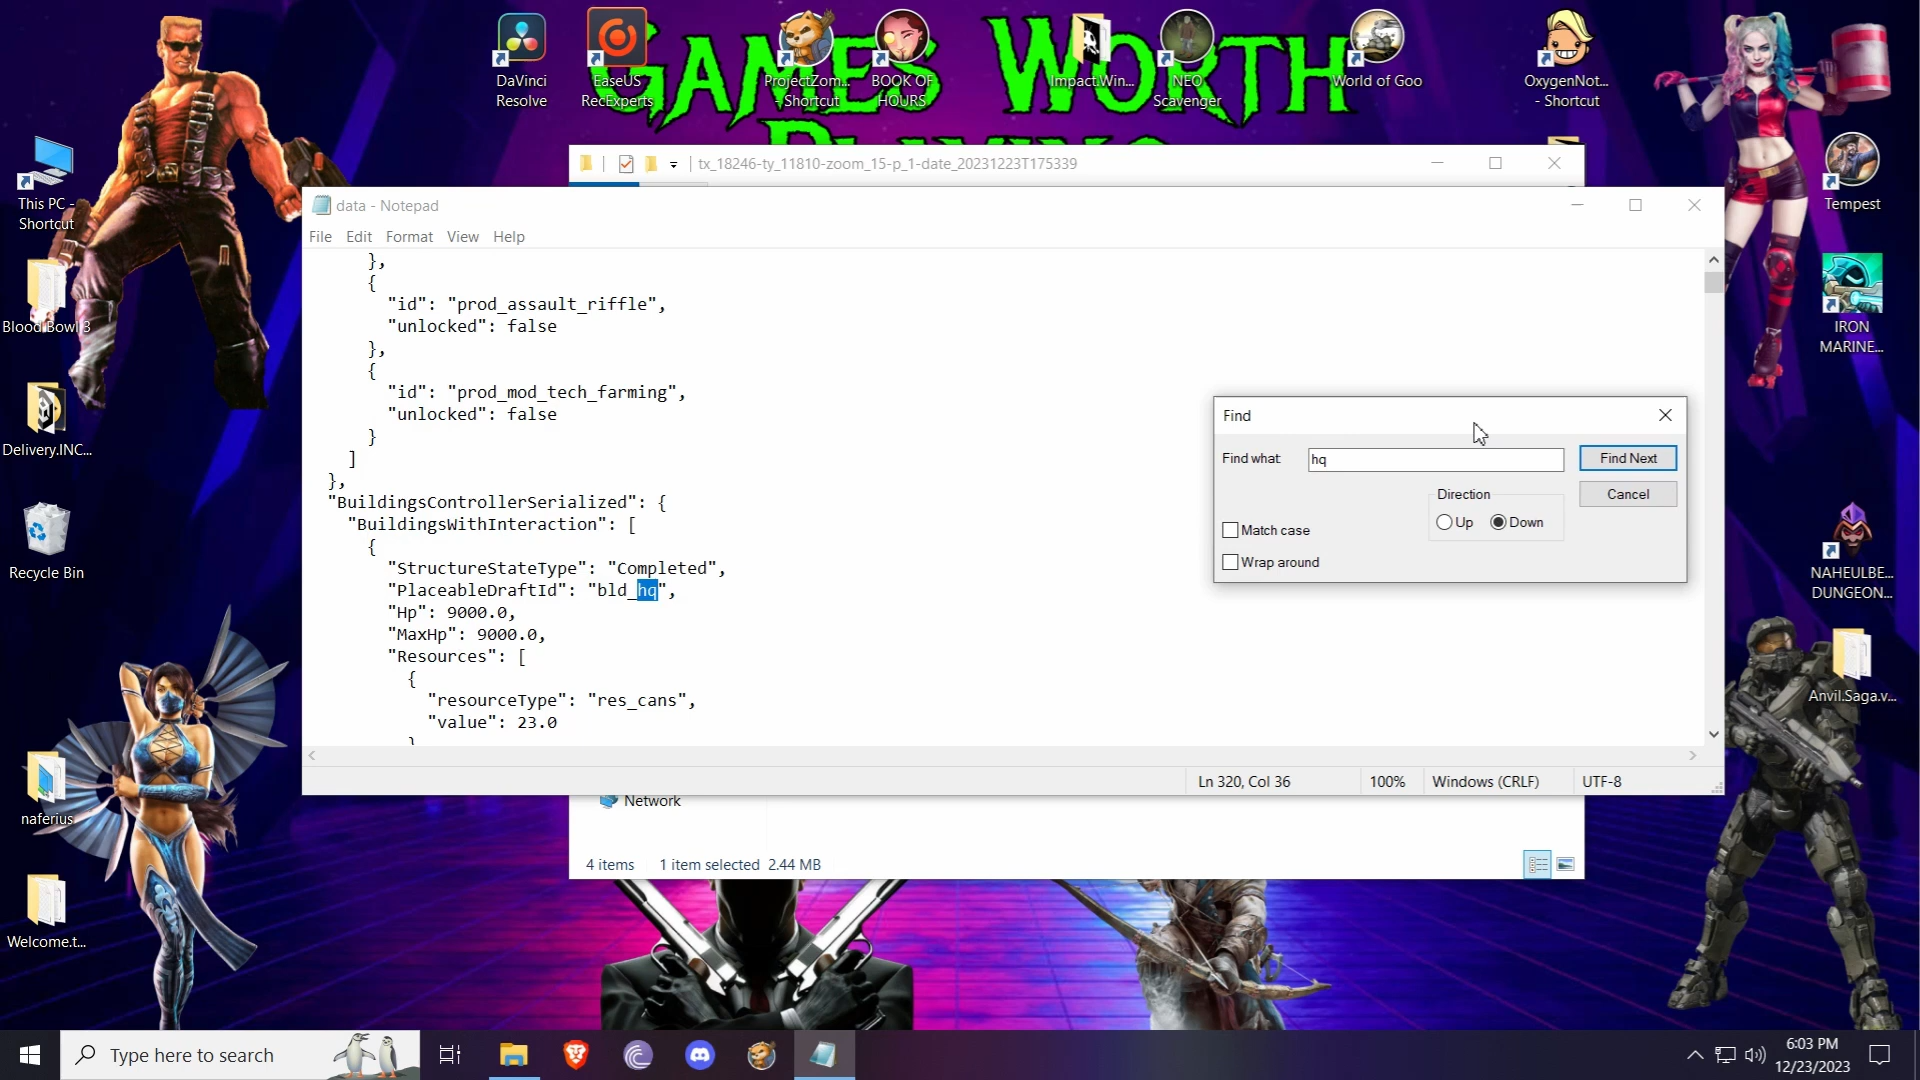 GAMES WORTH
PLAYING
DaVinci
Resolve
EaseUS
RecExperts
ProjectZom...
- Shortcut
BOOK OF
HOURS
Impact.Win...
NEO
Scavenger
World of Goo
OxygenNot...
- Shortcut
This PC -
Shortcut
Blood Bowl 3
Delivery.INC...
Recycle Bin
naferius
Welcome.t...
Tempest
IRON
MARINE...
NAHEULBE...
DUNGEON...
Anvil.Saga.v...
tx_18246-ty_11810-zoom_15-p_1-date_20231223T175339
data - Notepad
File Edit Format View Help
},
{
"id": "prod_assault_riffle",
"unlocked": false
},
{
"id": "prod_mod_tech_farming",
"unlocked": false
}
]
},
"BuildingsControllerSerialized": {
"BuildingsWithInteraction": [
{
"StructureStateType": "Completed",
"PlaceableDraftId": "bld_hq",
"Hp": 9000.0,
"MaxHp": 9000.0,
"Resources": [
{
"resourceType": "res_cans",
"value": 23.0
}
Find
Find what:
hq
Find Next
Direction
Cancel
Up Down
Match case
Wrap around
Ln 320, Col 36
100%
Windows (CRLF)
UTF-8
Network
4 items 1 item selected 2.44 MB
Type here to search
6:03 PM
12/23/2023